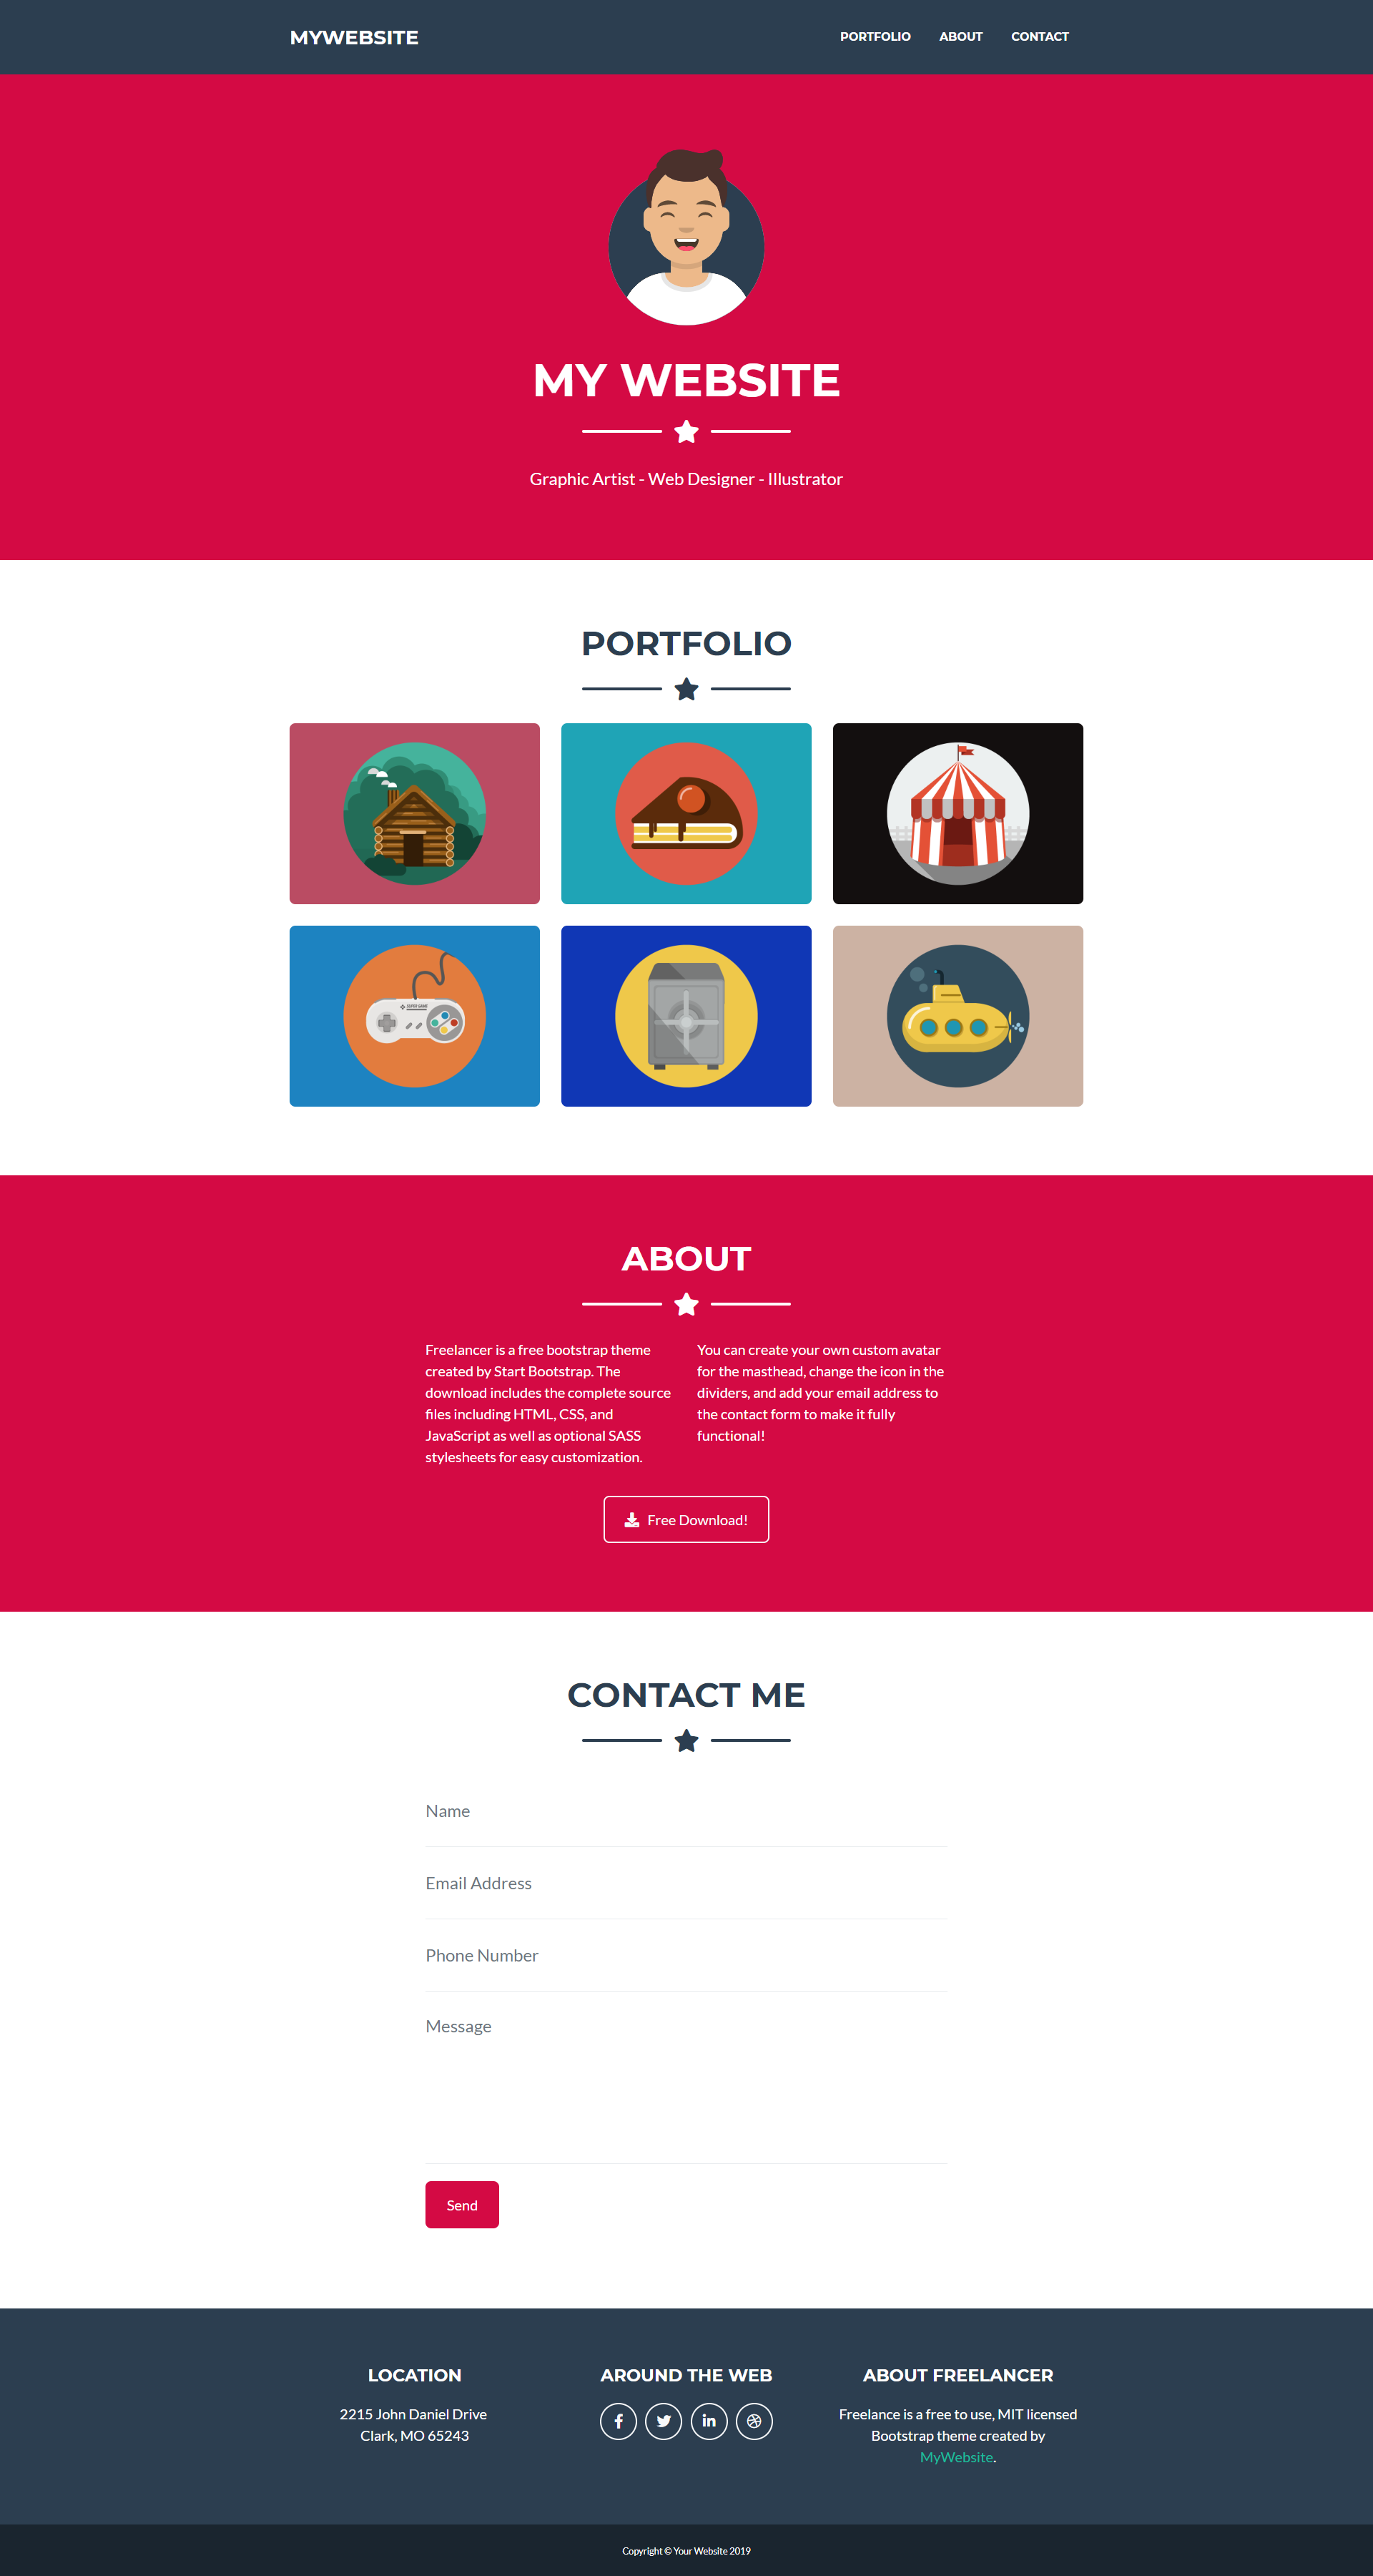 MYWEBSITE
PORTFOLIO ABOUT CONTACT
MY WEBSITE
Graphic Artist - Web Designer - Illustrator
PORTFOLIO
SUPER GAME
ABOUT
Freelancer is a free bootstrap theme
created by Start Bootstrap. The
download includes the complete source
files including HTML, CSS, and
JavaScript as well as optional SASS
stylesheets for easy customization.
You can create your own custom avatar
for the masthead, change the icon in the
dividers, and add your email address to
the contact form to make it fully
functional!
Free Download!
CONTACT ME
Name
Email Address
Phone Number
Message
Send
LOCATION
2215 John Daniel Drive
Clark, MO 65243
AROUND THE WEB
ABOUT FREELANCER
Freelance is a free to use, MIT licensed
Bootstrap theme created by
MyWebsite.
Copyright © Your Website 2019